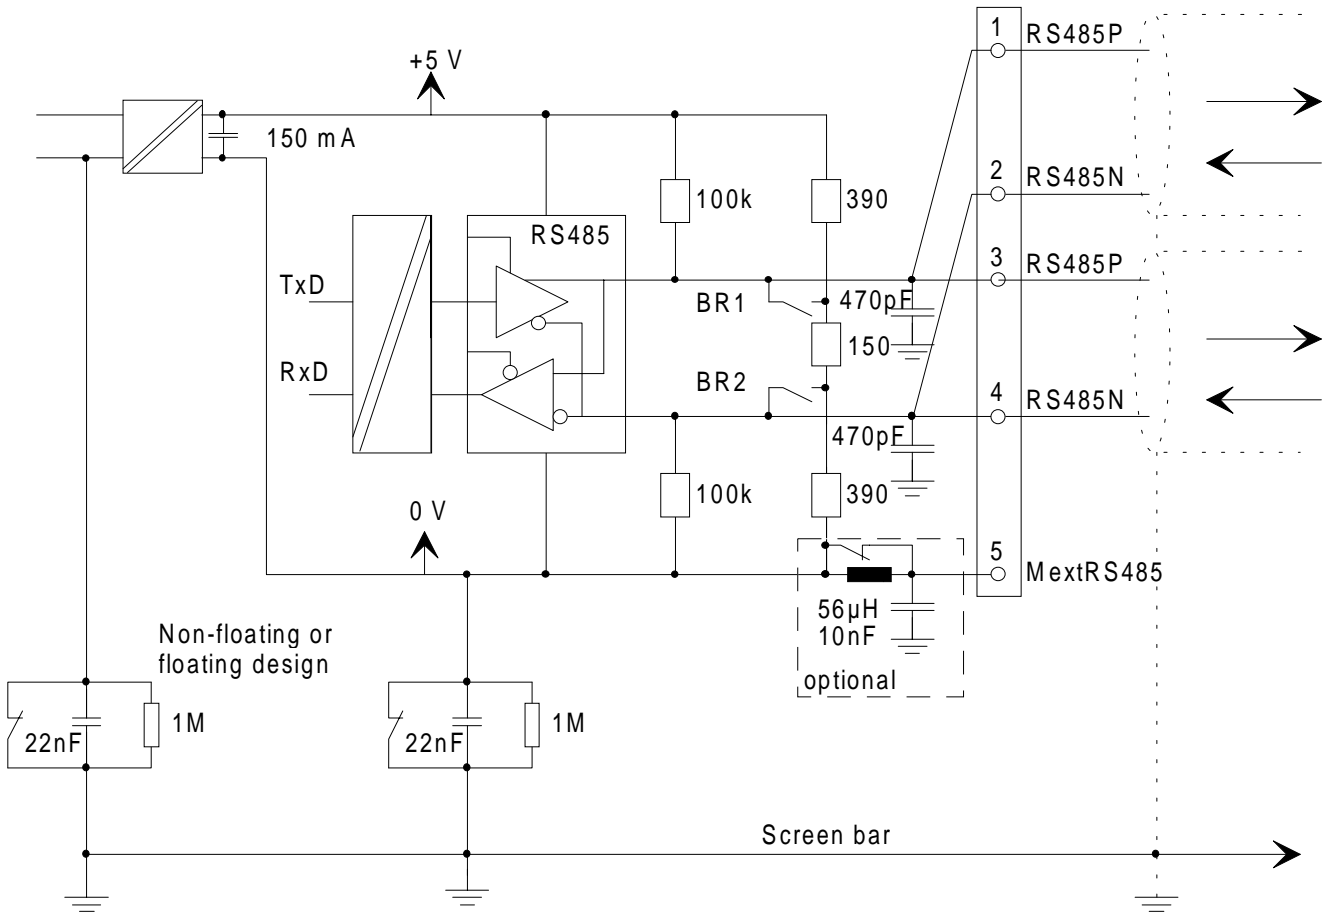 1
RS485P
+5 V
150 mA
2
RS485N
100k
390
RS485
3
RS485P
TxD
BR1
470pF
150
RxD
BR2
4
RS485N
470pF
100k
390
0 V
5
MextRS485
56µH
10nF
optional
Non-floating or
floating design
22nF
1M
22nF
1M
Screen bar